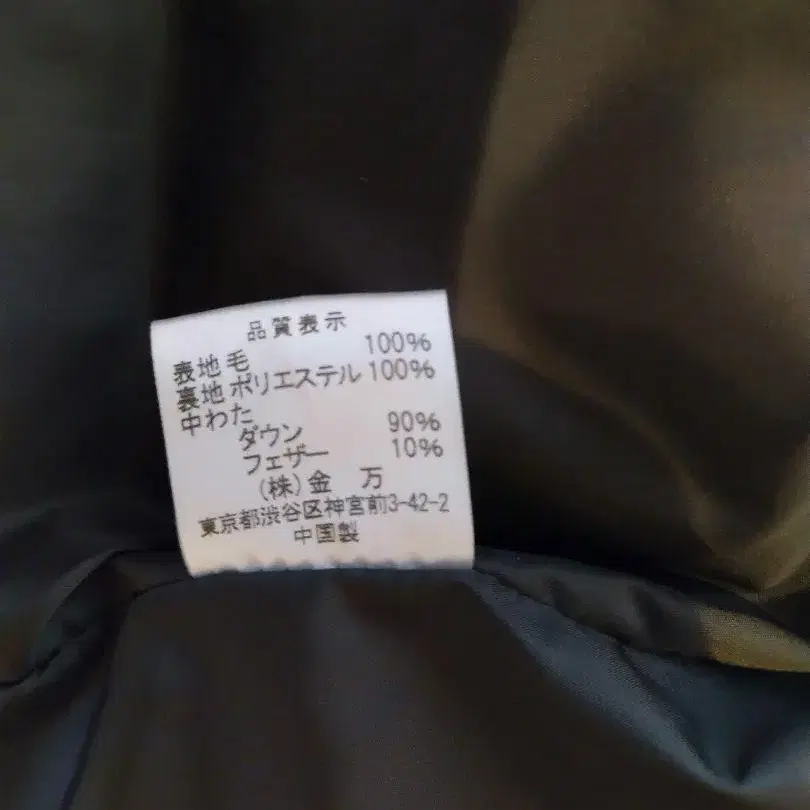 品質表示
表地 毛 100%
裏地 ポリエステル 100%
中わた
ダウン 90%
フェザー 10%
(株)金 万
東京都渋谷区神宮前3-42-2
中国製